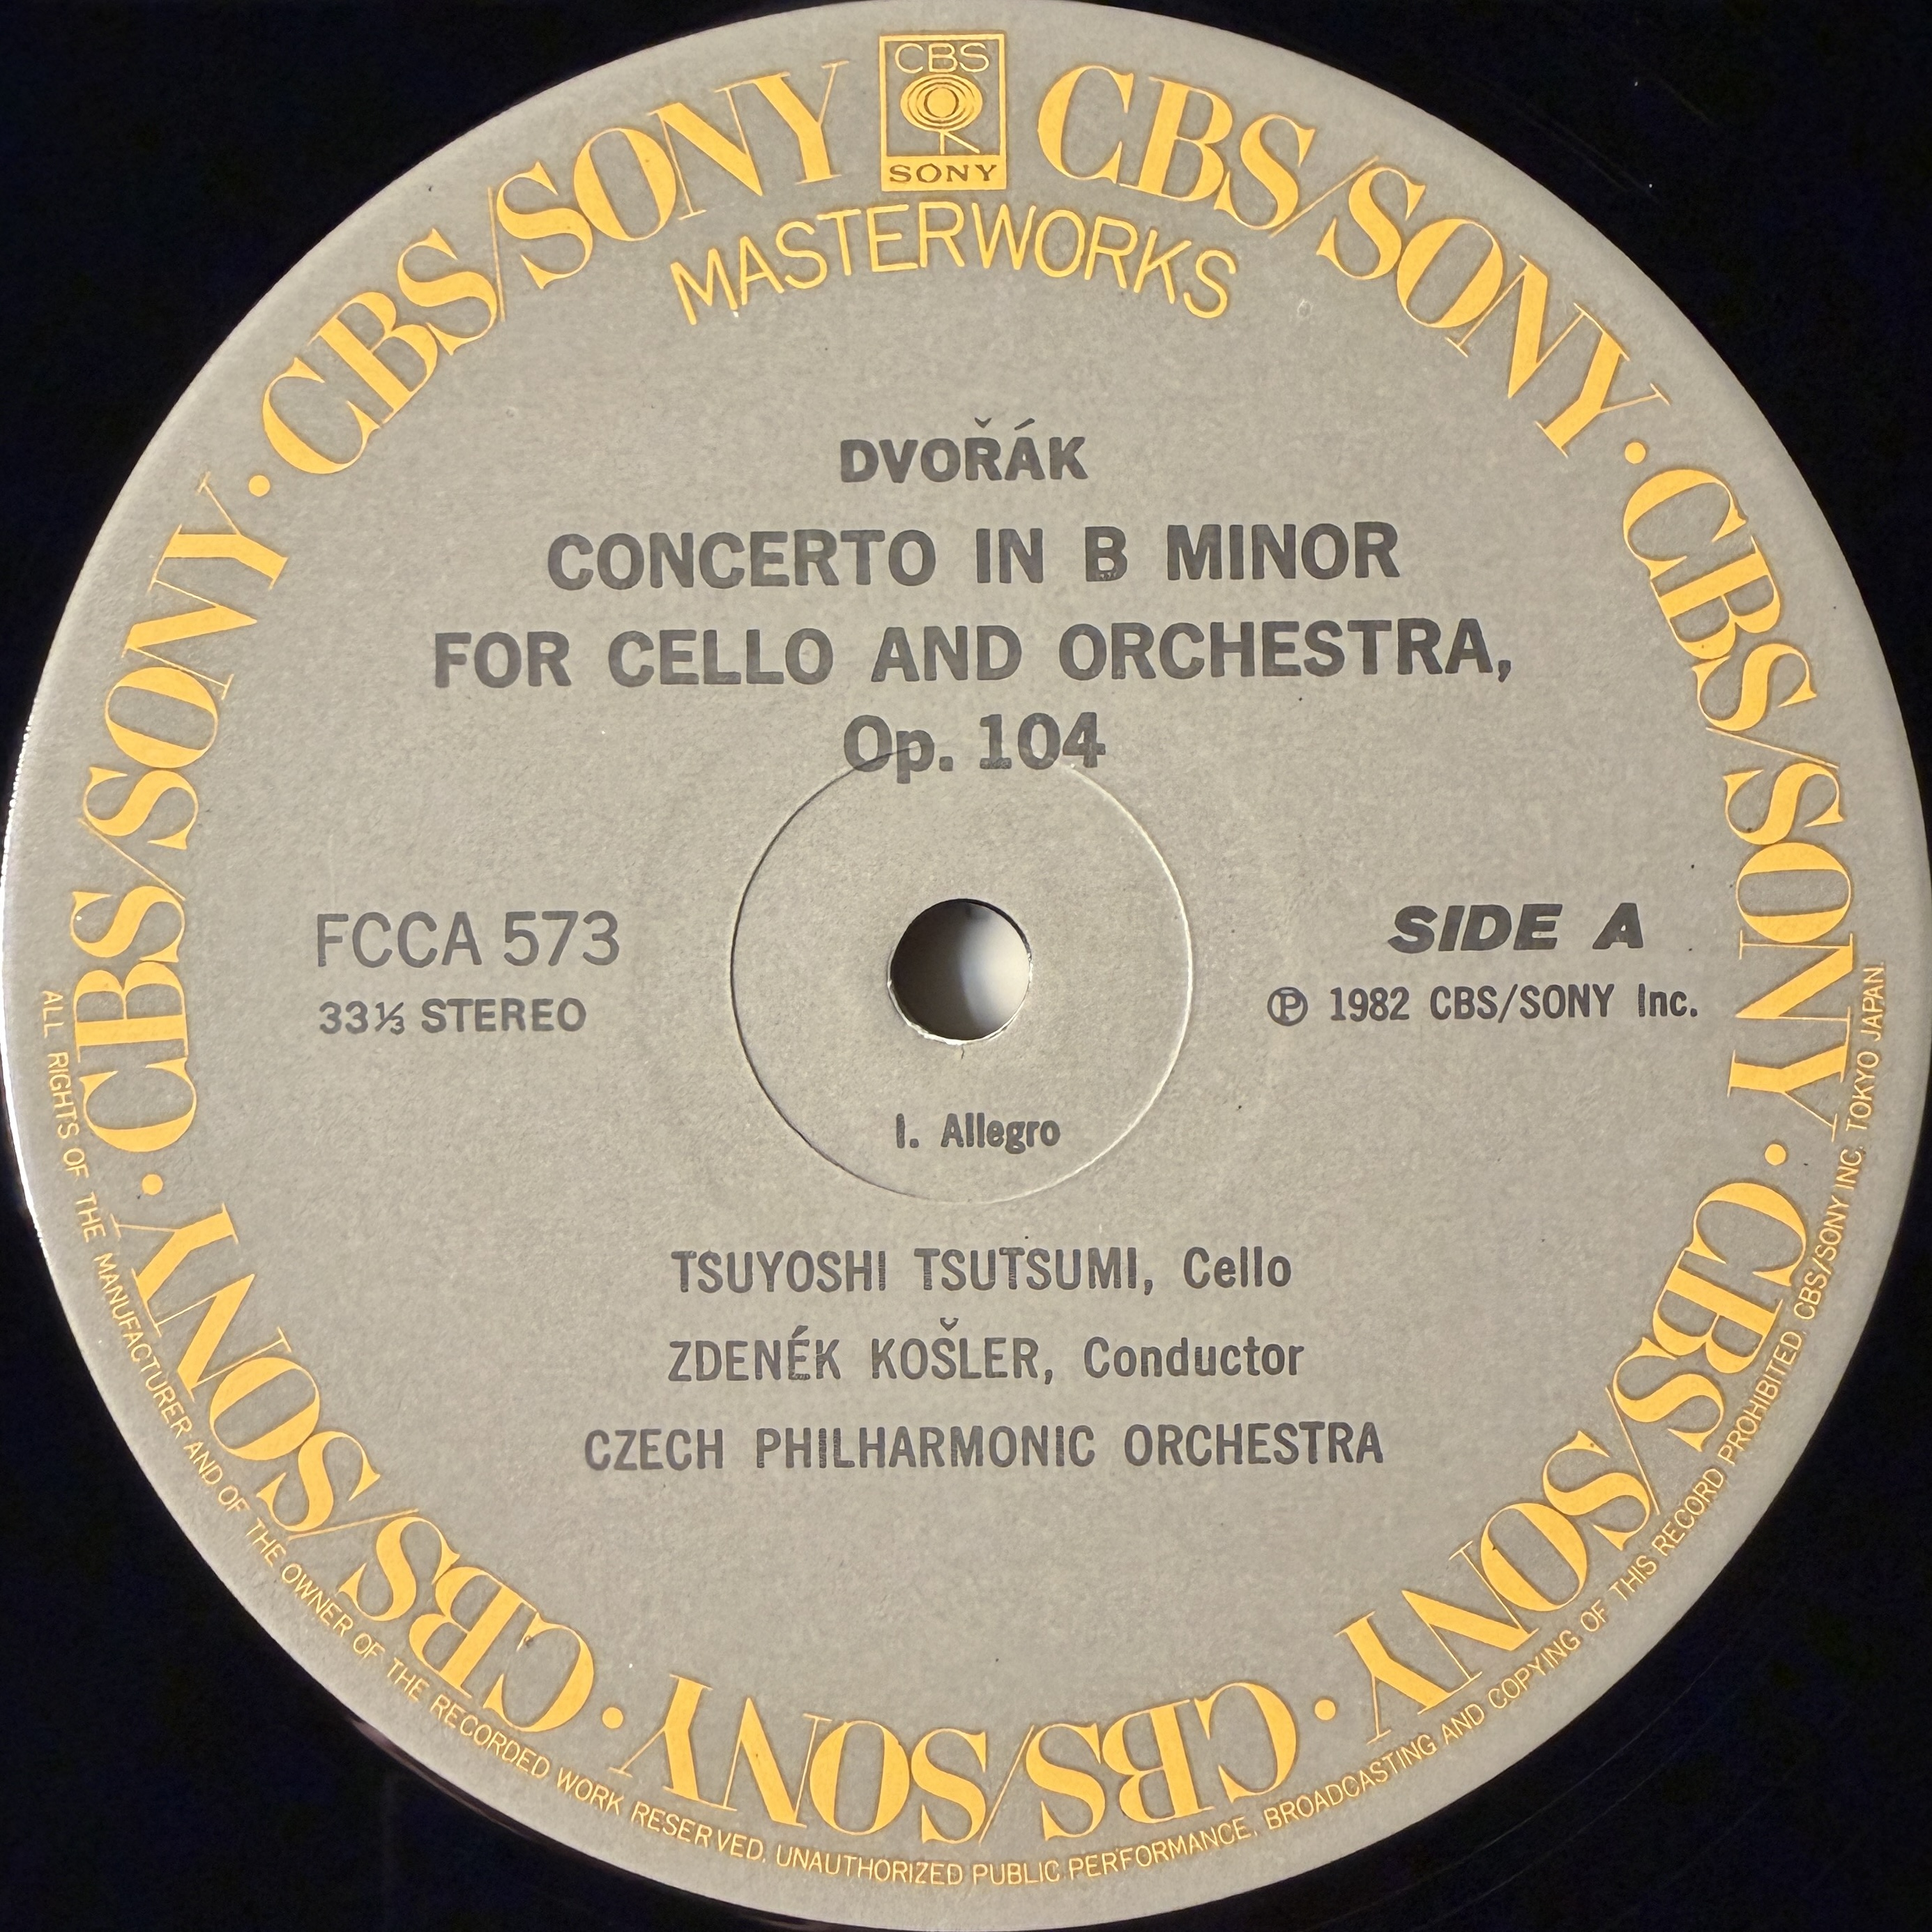 CBS
SONY
CBS/SONY · CBS/SONY · CBS/SONY · CBS/SONY · CBS/SONY · CBS/SONY · CBS/SONY
MASTERWORKS
DVOŘÁK
CONCERTO IN B MINOR
FOR CELLO AND ORCHESTRA,
Op. 104
FCCA 573
33⅓ STEREO
SIDE A
Ⓟ 1982 CBS/SONY Inc.
I. Allegro
TSUYOSHI TSUTSUMI, Cello
ZDENÉK KOŠLER, Conductor
CZECH PHILHARMONIC ORCHESTRA
ALL RIGHTS OF THE MANUFACTURER AND OF THE OWNER OF THE RECORDED WORK RESERVED. UNAUTHORIZED PUBLIC PERFORMANCE, BROADCASTING AND COPYING OF THIS RECORD PROHIBITED. CBS/SONY INC. TOKYO JAPAN.